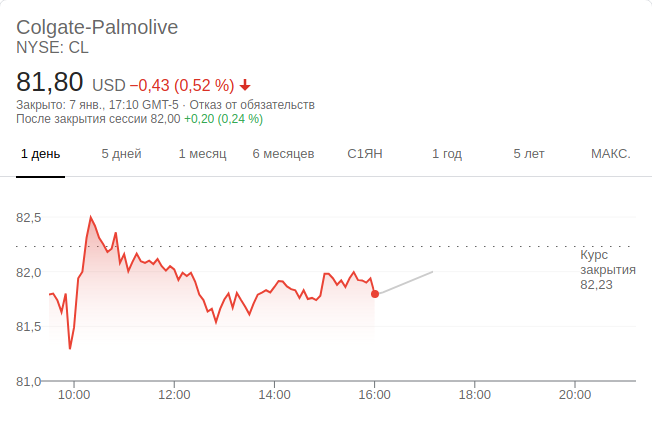 Colgate-Palmolive
NYSE: CL
81,80 USD −0,43 (0,52 %)
Закрыто: 7 янв., 17:10 GMT-5 · Отказ от обязательств
После закрытия сессии 82,00 +0,20 (0,24 %)
1 день 5 дней 1 месяц 6 месяцев С1ЯН 1 год 5 лет МАКС.
82,5
Курс
закрытия
82,23
82,0
81,5
81,0
10:00 12:00 14:00 16:00 18:00 20:00